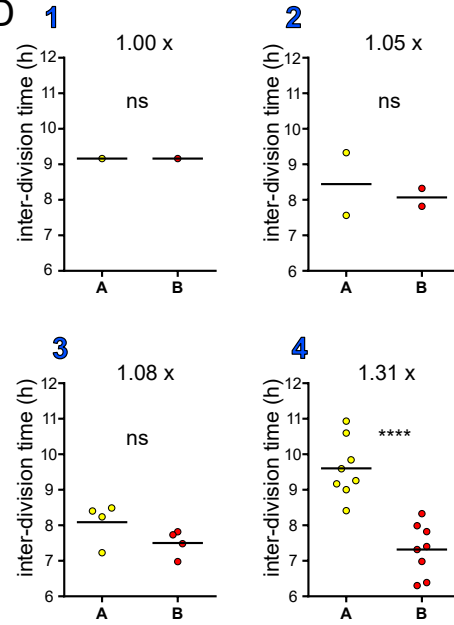 D
1
2
1.00 x
1.05 x
inter-division time (h)
12
11
10
9
8
7
6
ns
A
B
inter-division time (h)
12
11
10
9
8
7
6
ns
A
B
3
4
1.08 x
1.31 x
inter-division time (h)
12
11
10
9
8
7
6
ns
A
B
inter-division time (h)
12
11
10
9
8
7
6
****
A
B